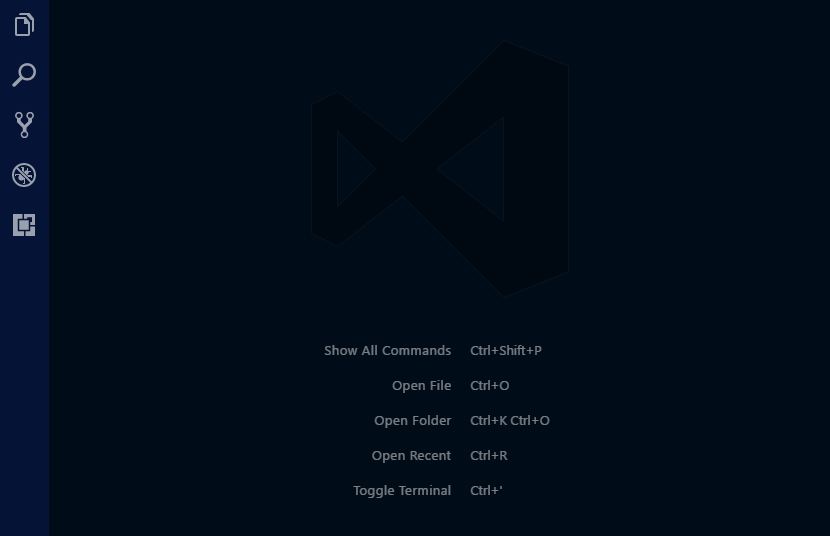 Show All Commands Ctrl+Shift+P
Open File Ctrl+O
Open Folder Ctrl+K Ctrl+O
Open Recent Ctrl+R
Toggle Terminal Ctrl+'